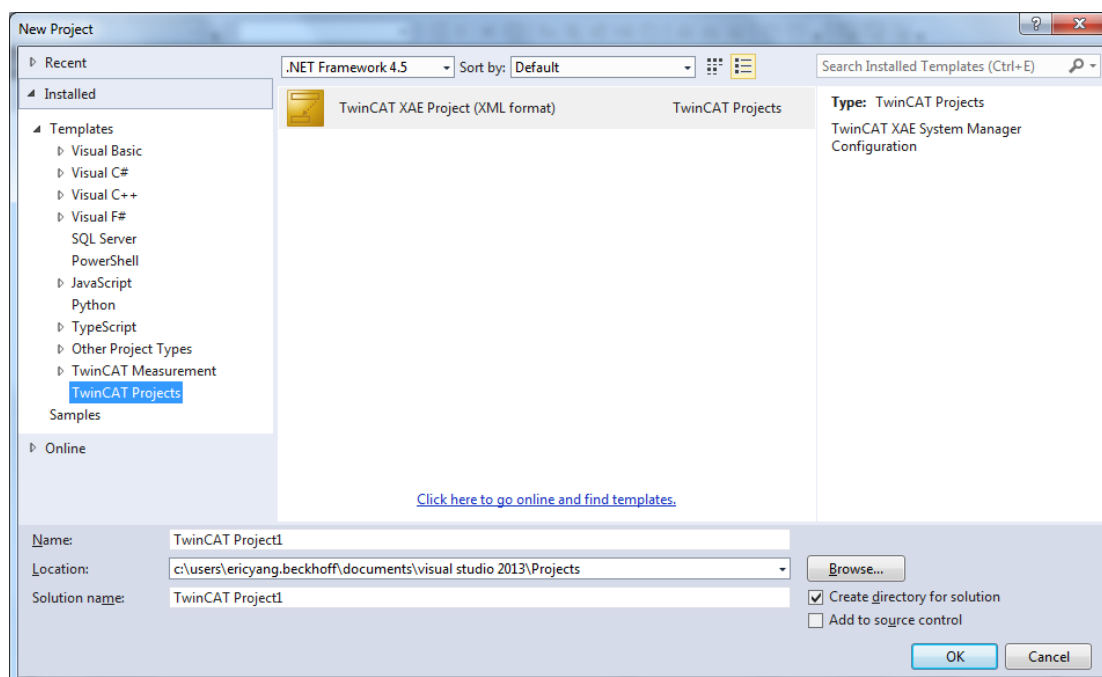 New Project
Recent
Installed
Templates
Visual Basic
Visual C#
Visual C++
Visual F#
SQL Server
PowerShell
JavaScript
Python
TypeScript
Other Project Types
TwinCAT Measurement
TwinCAT Projects
Samples
Online
.NET Framework 4.5 Sort by: Default
TwinCAT XAE Project (XML format) TwinCAT Projects
Click here to go online and find templates.
Search Installed Templates (Ctrl+E)
Type: TwinCAT Projects
TwinCAT XAE System Manager
Configuration
Name: TwinCAT Project1
Location: c:\users\ericyang.beckhoff\documents\visual studio 2013\Projects Browse...
Solution name: TwinCAT Project1 Create directory for solution
Add to source control
OK Cancel